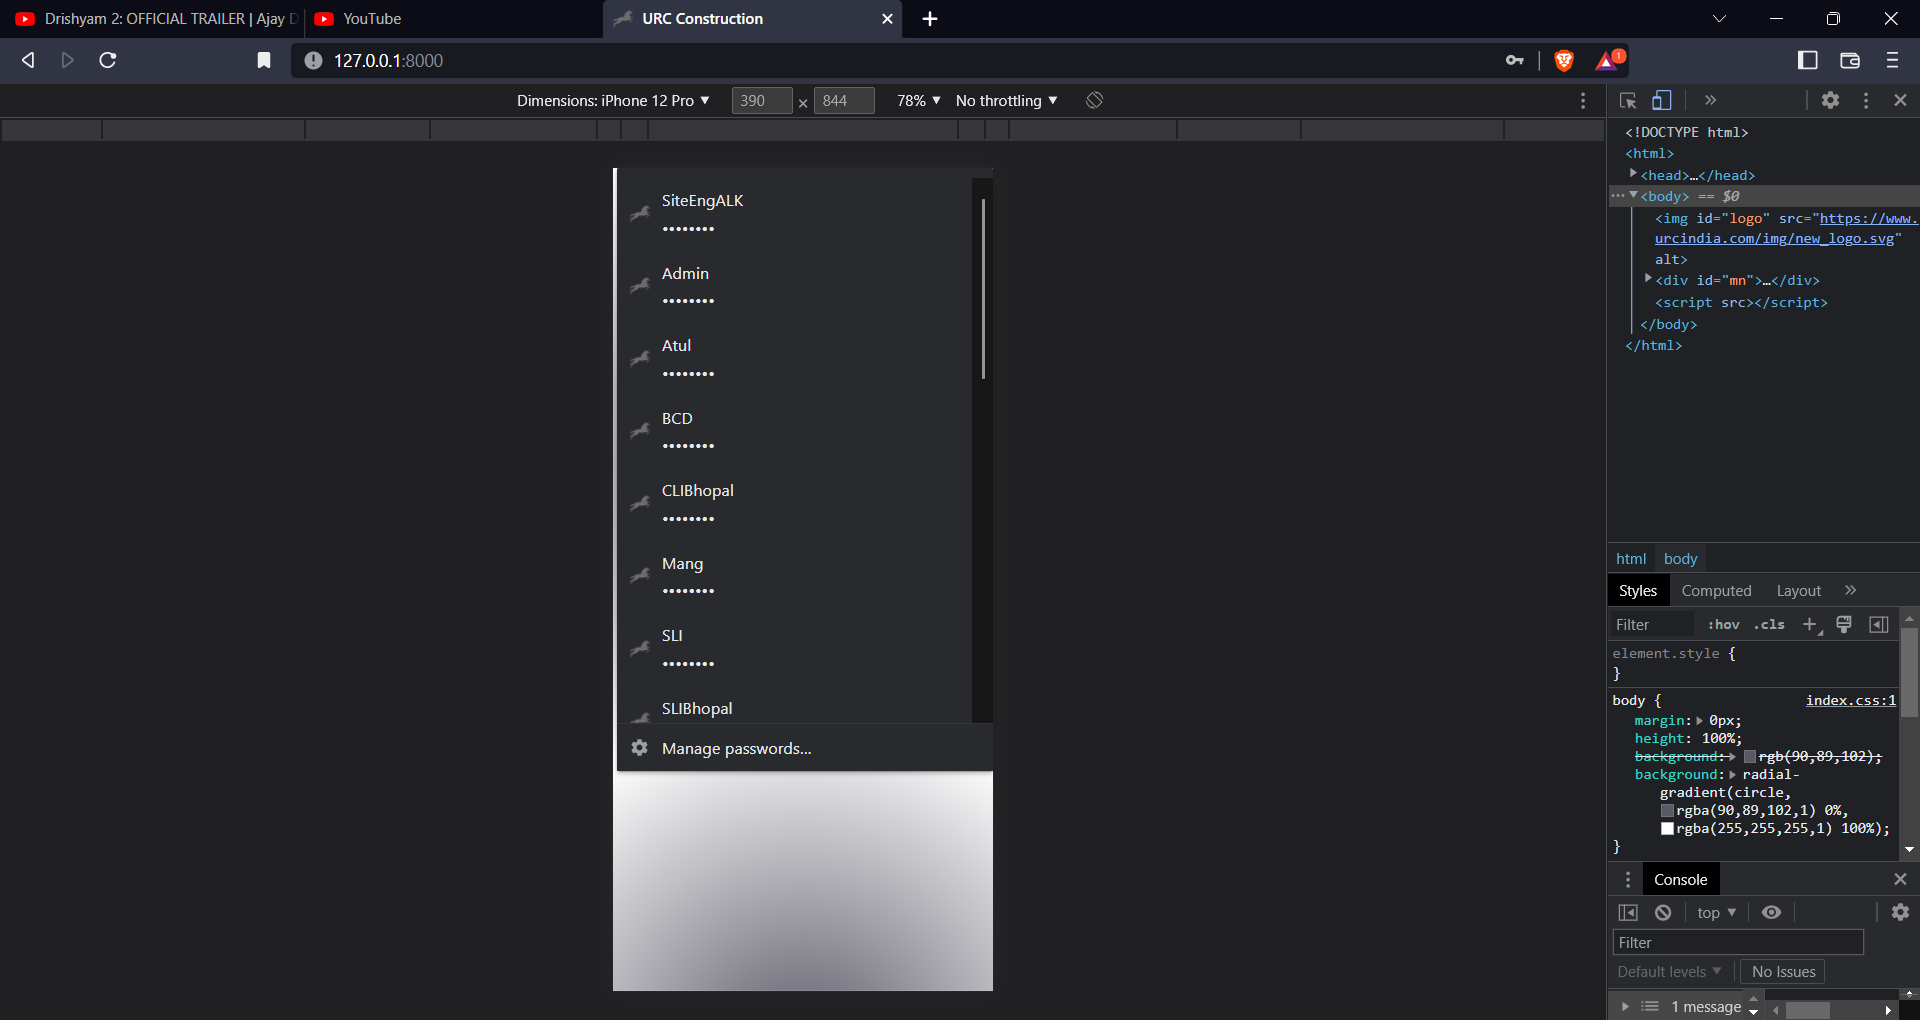 Drishyam 2: OFFICIAL TRAILER | Ajay D
YouTube
URC Construction
127.0.0.1:8000
1
Dimensions: iPhone 12 Pro ▼
390 × 844
78% ▼
No throttling ▼
SiteEngALK
••••••••
Admin
••••••••
Atul
••••••••
BCD
••••••••
CLIBhopal
••••••••
Mang
••••••••
SLI
••••••••
SLIBhopal
Manage passwords...
<!DOCTYPE html>
<html>
<head>…</head>
<body> == $0
<img id="logo" src="https://www.
urcindia.com/img/new_logo.svg"
alt>
<div id="mn">…</div>
<script src></script>
</body>
</html>
html body
Styles Computed Layout »
Filter :hov .cls +
element.style {
}
body { index.css:1
margin: 0px;
height: 100%;
background: rgb(90,89,102);
background: radial-
gradient(circle,
rgba(90,89,102,1) 0%,
rgba(255,255,255,1) 100%);
}
Console
top ▼
Filter
Default levels ▼ No Issues
1 message